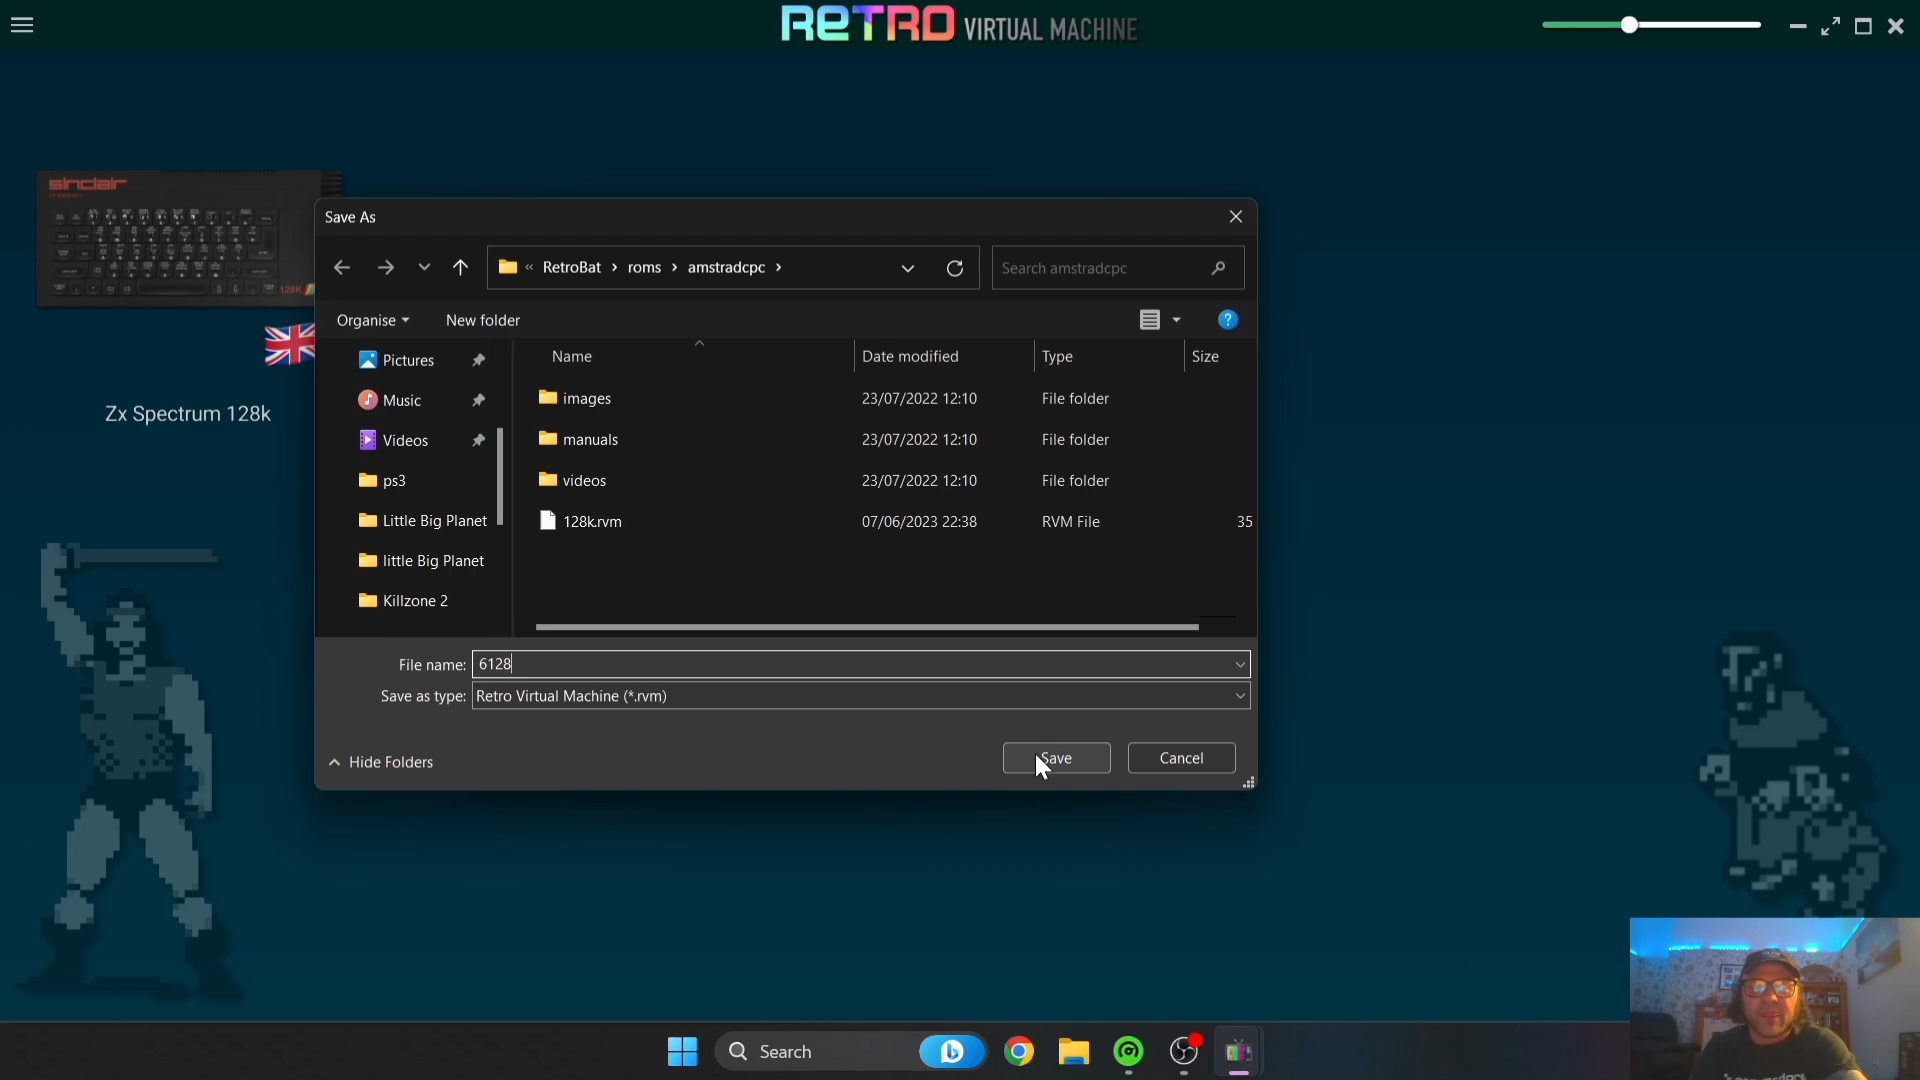 RETRO VIRTUAL MACHINE
sinclair
128K
Zx Spectrum 128k
Save As
« RetroBat › roms › amstradcpc ›
Search amstradcpc
Organise
New folder
?
Name
Date modified
Type
Size
Pictures
Music
Videos
ps3
Little Big Planet
little Big Planet
Killzone 2
images 23/07/2022 12:10 File folder
manuals 23/07/2022 12:10 File folder
videos 23/07/2022 12:10 File folder
128k.rvm 07/06/2023 22:38 RVM File 35
File name: 6128
Save as type: Retro Virtual Machine (*.rvm)
Hide Folders
Save
Cancel
Search